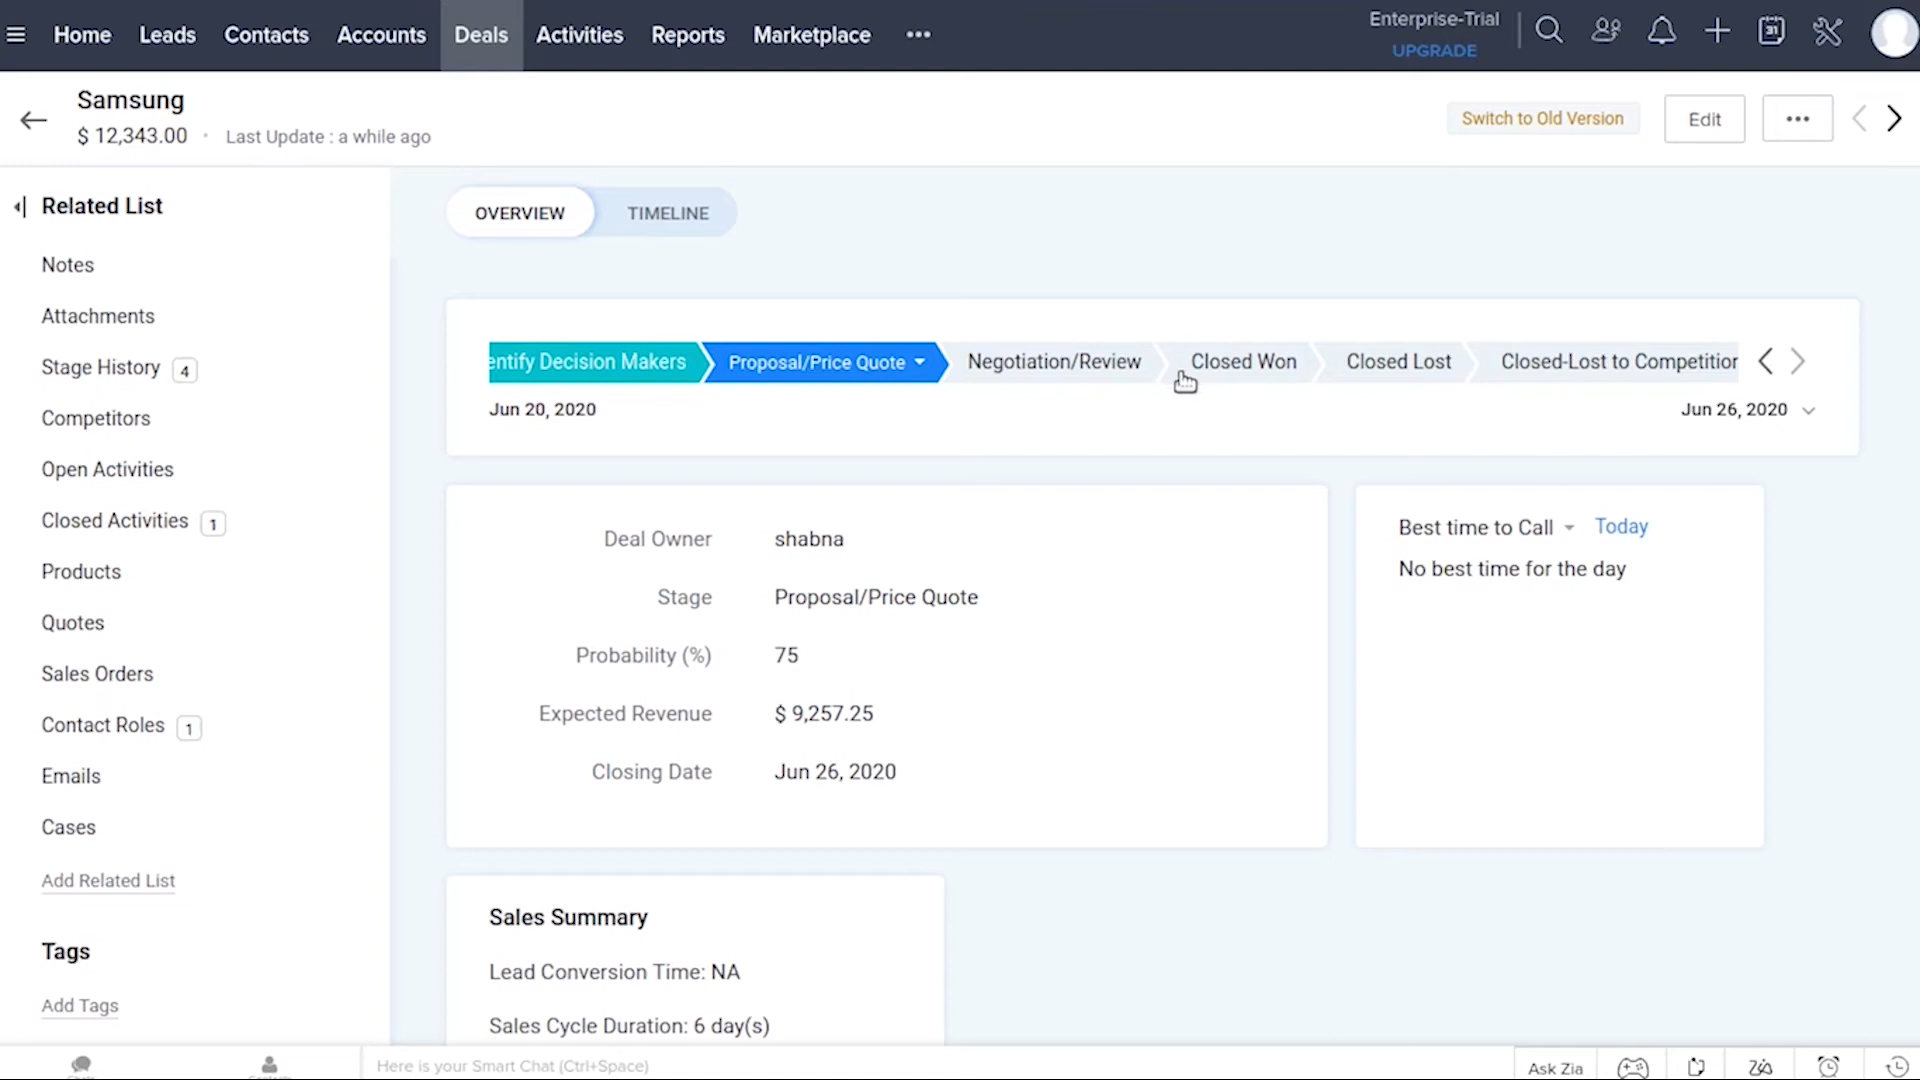 Home Leads Contacts Accounts Deals Activities Reports Marketplace ••• Enterprise-Trial
UPGRADE
31
Samsung
$ 12,343.00 · Last Update : a while ago
Switch to Old Version Edit •••
Related List
Notes
Attachments
Stage History 4
Competitors
Open Activities
Closed Activities 1
Products
Quotes
Sales Orders
Contact Roles 1
Emails
Cases
Add Related List
Tags
Add Tags
OVERVIEW TIMELINE
entify Decision Makers Proposal/Price Quote Negotiation/Review Closed Won Closed Lost Closed-Lost to Competition
Jun 20, 2020 Jun 26, 2020
Deal Owner shabna
Stage Proposal/Price Quote
Probability (%) 75
Expected Revenue $ 9,257.25
Closing Date Jun 26, 2020
Best time to Call Today
No best time for the day
Sales Summary
Lead Conversion Time: NA
Sales Cycle Duration: 6 day(s)
Here is your Smart Chat (Ctrl+Space) Ask Zia